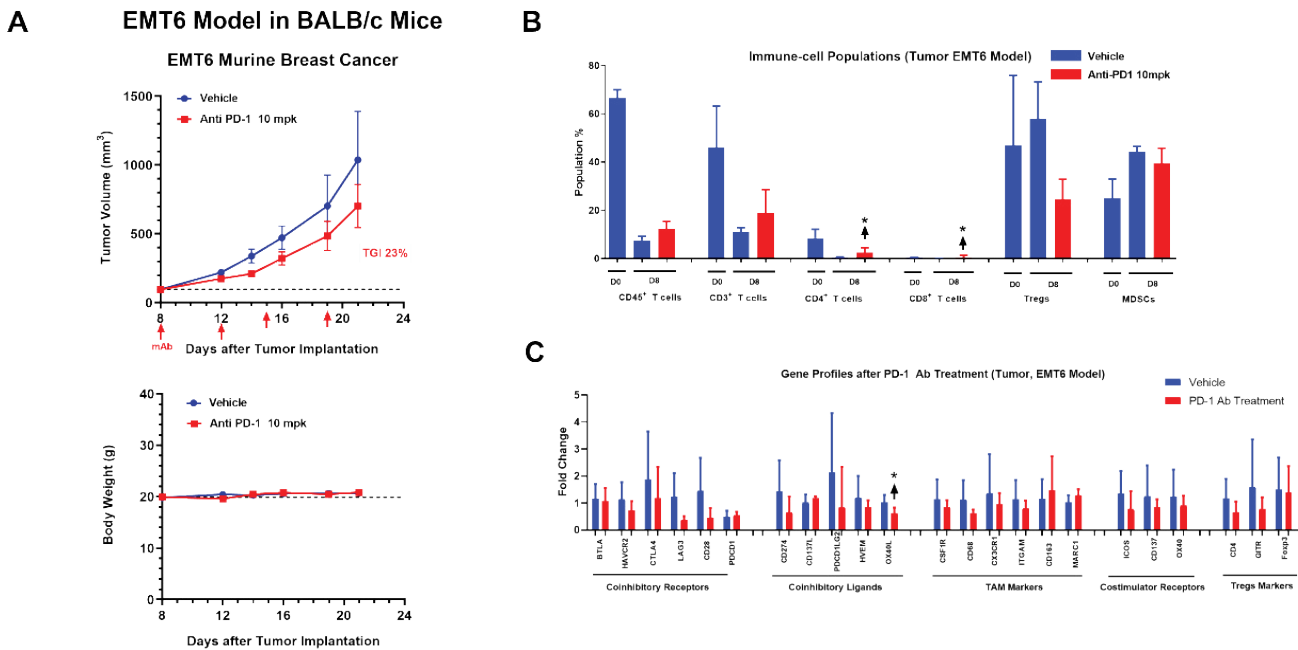 A
EMT6 Model in BALB/c Mice
EMT6 Murine Breast Cancer
Vehicle
Anti PD-1 10 mpk
Tumor Volume (mm³)
1500
1000
500
0
TGI 23%
8 12 16 20 24
mAb
Days after Tumor Implantation
Vehicle
Anti PD-1 10 mpk
Body Weight (g)
40
30
20
10
0
8 12 16 20 24
Days after Tumor Implantation
B
Immune-cell Populations (Tumor EMT6 Model)
Vehicle
Anti-PD1 10mpk
Population %
80
60
40
20
0
* *
D0 D8 D0 D8 D0 D8 D0 D8 D0 D8 D0 D8
CD45⁺ T cells CD3⁺ T cells CD4⁺ T cells CD8⁺ T cells Tregs MDSCs
C
Gene Profiles after PD-1 Ab Treatment (Tumor, EMT6 Model)
Vehicle
PD-1 Ab Treatment
Fold Change
5
4
3
2
1
0
*
BTLA HAVCR2 CTLA4 LAG3 CD28 PDCD1 CD274 CD137L PDCD1LG2 HVEM OX40L CSF1R CD68 CX3CR1 ITGAM CD163 MARC1 ICOS CD137 OX40 CD4 GITR Foxp3
Coinhibitory Receptors Coinhibitory Ligands TAM Markers Costimulator Receptors Tregs Markers